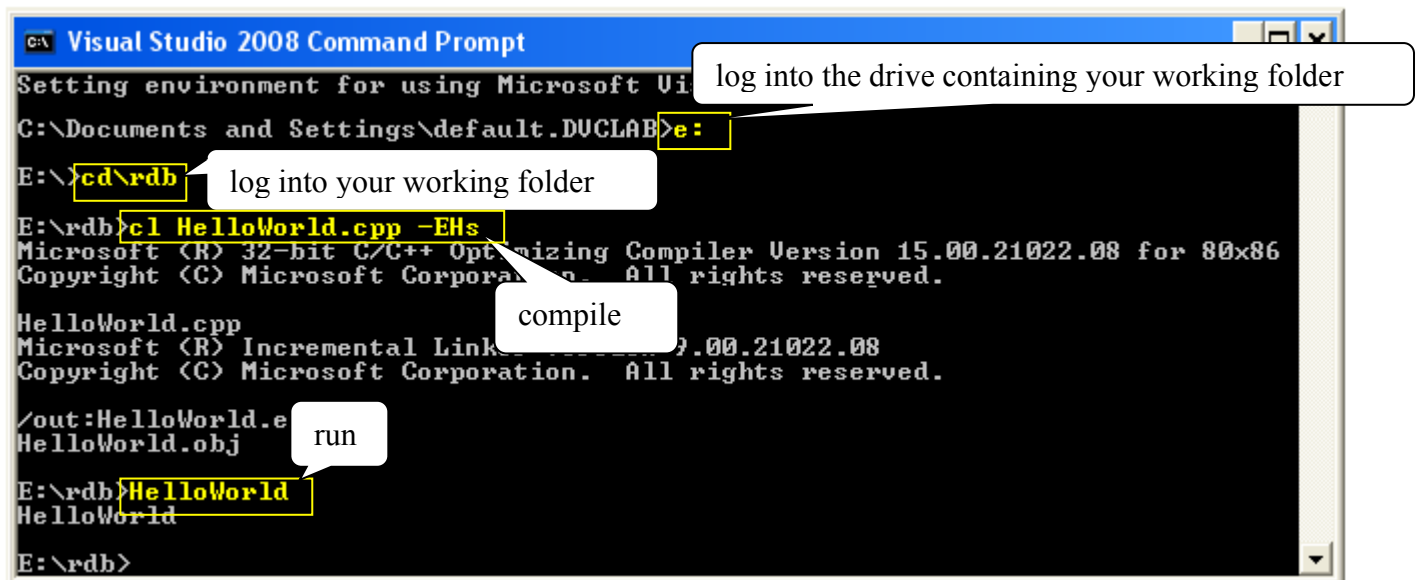 Visual Studio 2008 Command Prompt
Setting environment for using Microsoft
log into the drive containing your working folder
C:\Documents and Settings\default.DVCLAB>e:
E:\>cd\rdb
log into your working folder
E:\rdb>cl HelloWorld.cpp -EHs
Microsoft (R) 32-bit C/C++ Optimizing Compiler Version 15.00.21022.08 for 80x86
Copyright (C) Microsoft Corporation. All rights reserved.
compile
HelloWorld.cpp
Microsoft (R) Incremental 9.00.21022.08
Copyright (C) Microsoft Corporation. All rights reserved.
/out:HelloWorld.e
HelloWorld.obj
run
E:\rdb>HelloWorld
HelloWorld
E:\rdb>